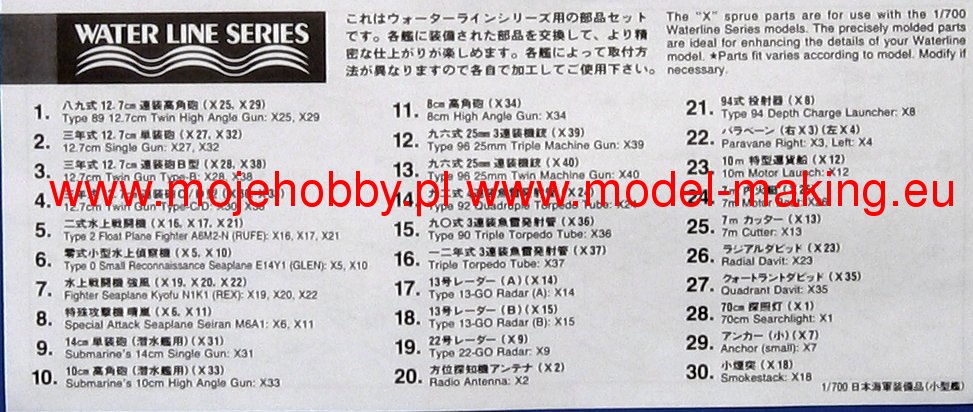 WATER LINE SERIES
これはウォーターラインシリーズ用の部品セット
です。各艦に装備された部品を交換して、より精
密な仕上がりが楽しめます。各艦によって取付方
法が異なりますので各自で加工してご使用下さい。
The "X" sprue parts are for use with the 1/700
Waterline Series models. The precisely molded parts
are ideal for enhancing the details of your Waterline
model. ★Parts fit varies according to model. Modify if
necessary.
1. 八九式 12.7cm 連装高角砲 (X25, X29)
Type 89 12.7cm Twin High Angle Gun: X25, X29
2. 三年式 12.7cm 単装砲 (X27, X32)
12.7cm Single Gun: X27, X32
3. 三年式 12.7cm 連装砲B型 (X28, X38)
12.7cm Twin Gun Type-B: X28, X38
4.
12.7cm Twin Gun Type-C/D: X30, X38
5. 二式水上戦闘機 (X16, X17, X21)
Type 2 Float Plane Fighter A6M2-N (RUFE): X16, X17, X21
6. 零式小型水上偵察機 (X5, X10)
Type 0 Small Reconnaissance Seaplane E14Y1 (GLEN): X5, X10
7. 水上戦闘機 強風 (X19, X20, X22)
Fighter Seaplane Kyofu N1K1 (REX): X19, X20, X22
8. 特殊攻撃機 晴嵐 (X6, X11)
Special Attack Seaplane Seiran M6A1: X6, X11
9. 14cm 単装砲 (潜水艦用) (X31)
Submarine's 14cm Single Gun: X31
10. 10cm 高角砲 (潜水艦用) (X33)
Submarine's 10cm High Angle Gun: X33
11. 8cm 高角砲 (X34)
8cm High Angle Gun: X34
12. 九六式 25mm 3連装機銃 (X39)
Type 96 25mm Triple Machine Gun: X39
13. 九六式 25mm 連装機銃 (X40)
Type 96 25mm Twin Machine Gun: X40
14.
Type 92 Quadruple Torpedo Tube: X24
15. 九〇式 3連装魚雷発射管 (X36)
Type 90 Triple Torpedo Tube: X36
16. 一二年式 3連装魚雷発射管 (X37)
Triple Torpedo Tube: X37
17. 13号レーダー (A) (X14)
Type 13-GO Radar (A): X14
18. 13号レーダー (B) (X15)
Type 13-GO Radar (B): X15
19. 22号レーダー (X9)
Type 22-GO Radar: X9
20. 方位探知機アンテナ (X2)
Radio Antenna: X2
21. 94式 投射器 (X8)
Type 94 Depth Charge Launcher: X8
22. パラベーン (右X3) (左X4)
Paravane Right: X3, Left: X4
23. 10m 特型運貨船 (X12)
10m Motor Launch: X12
24.
7m Motor
25. 7m カッター (X13)
7m Cutter: X13
26. ラジアルダビッド (X23)
Radial Davit: X23
27. クォートラントダビッド (X35)
Quadrant Davit: X35
28. 70cm 探照灯 (X1)
70cm Searchlight: X1
29. アンカー (小) (X7)
Anchor (small): X7
30. 小煙突 (X18)
Smokestack: X18
1/700 日本海軍装備品(小型艦)
www.mojehobby.pl www.model-making.eu